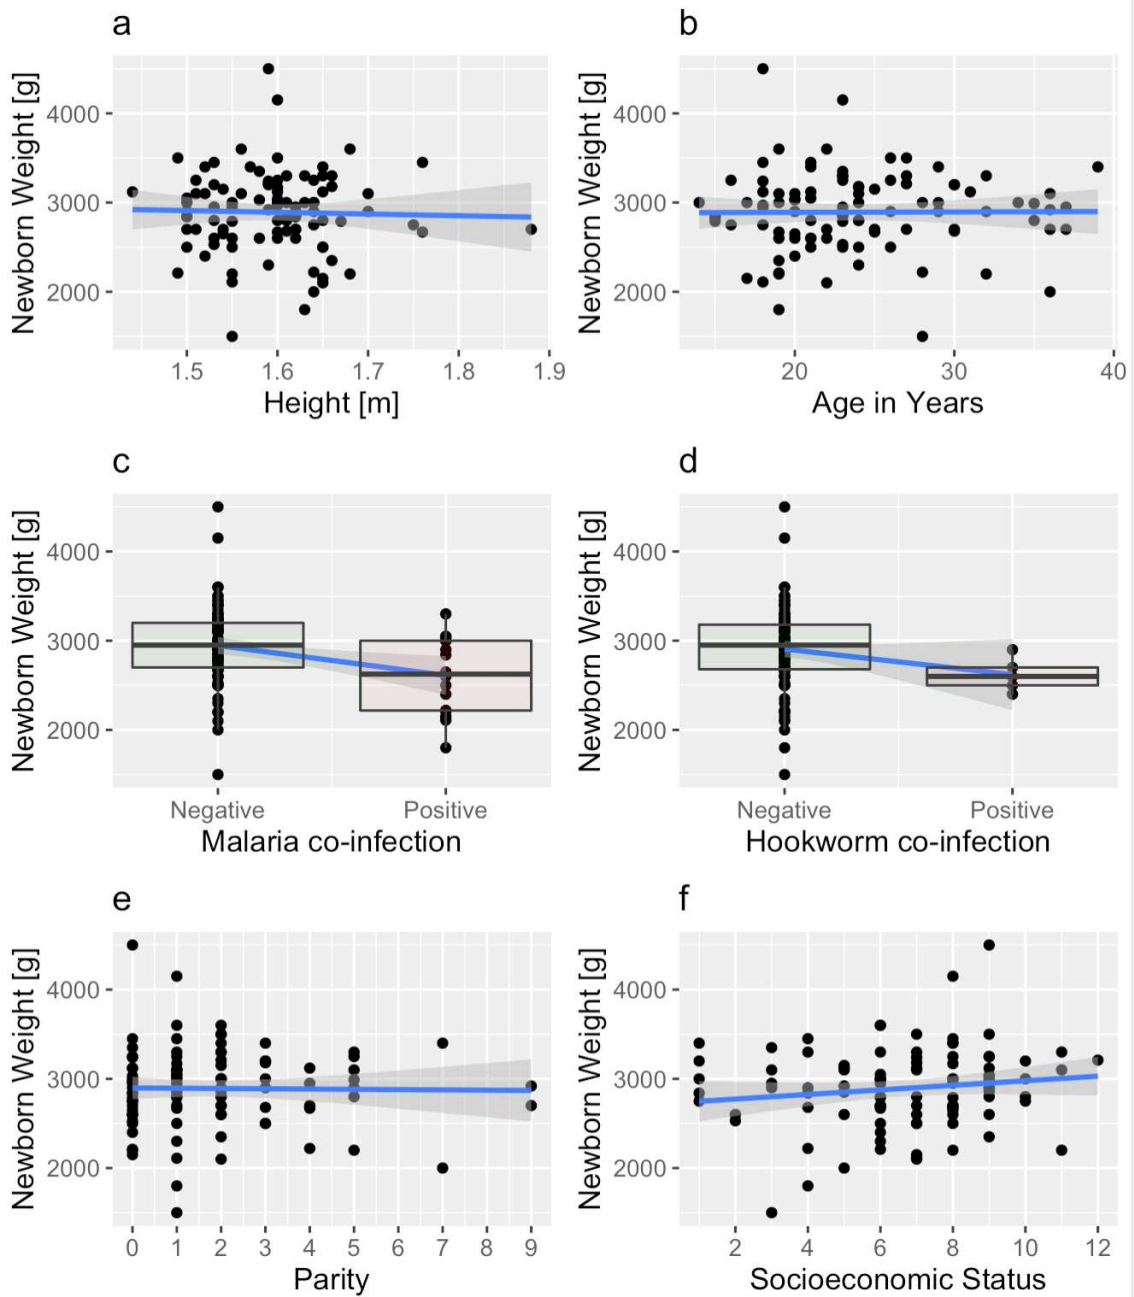 a
Newborn Weight [g]
4000
3000
2000
1.5 1.6 1.7 1.8 1.9
Height [m]
b
Newborn Weight [g]
4000
3000
2000
20 30 40
Age in Years
c
Newborn Weight [g]
4000
3000
2000
Negative Positive
Malaria co-infection
d
Newborn Weight [g]
4000
3000
2000
Negative Positive
Hookworm co-infection
e
Newborn Weight [g]
4000
3000
2000
0 1 2 3 4 5 6 7 8 9
Parity
f
Newborn Weight [g]
4000
3000
2000
2 4 6 8 10 12
Socioeconomic Status